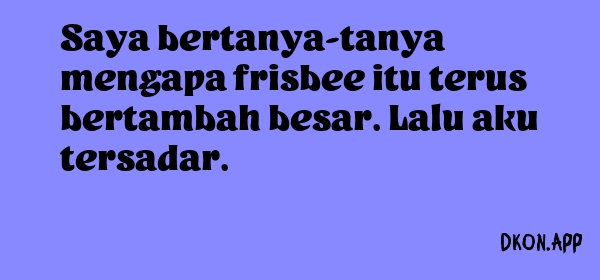 Saya bertanya-tanya
mengapa frisbee itu terus
bertambah besar. Lalu aku
tersadar.
DKON.APP